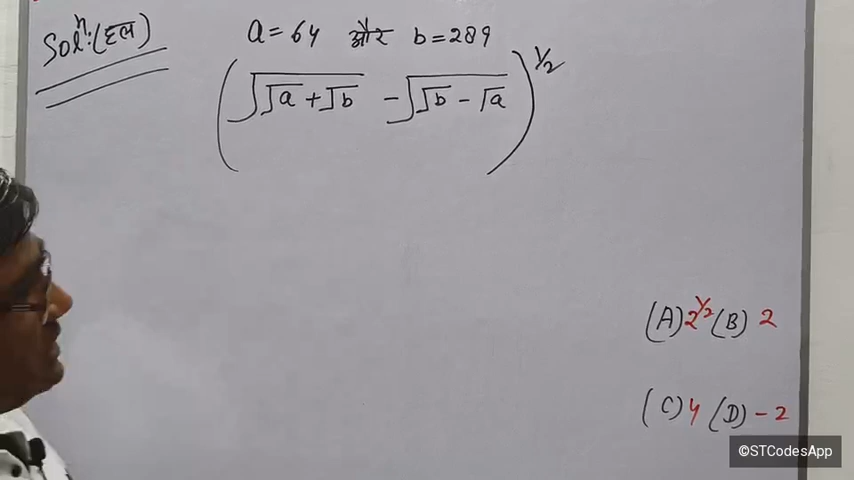 Solⁿ:(हल)
a = 64 और b = 289
(√(√a + √b) - √(√b - √a))^1/2
(A) 2^1/2 (B) 2
(C) 4 (D) - 2
©STCodesApp